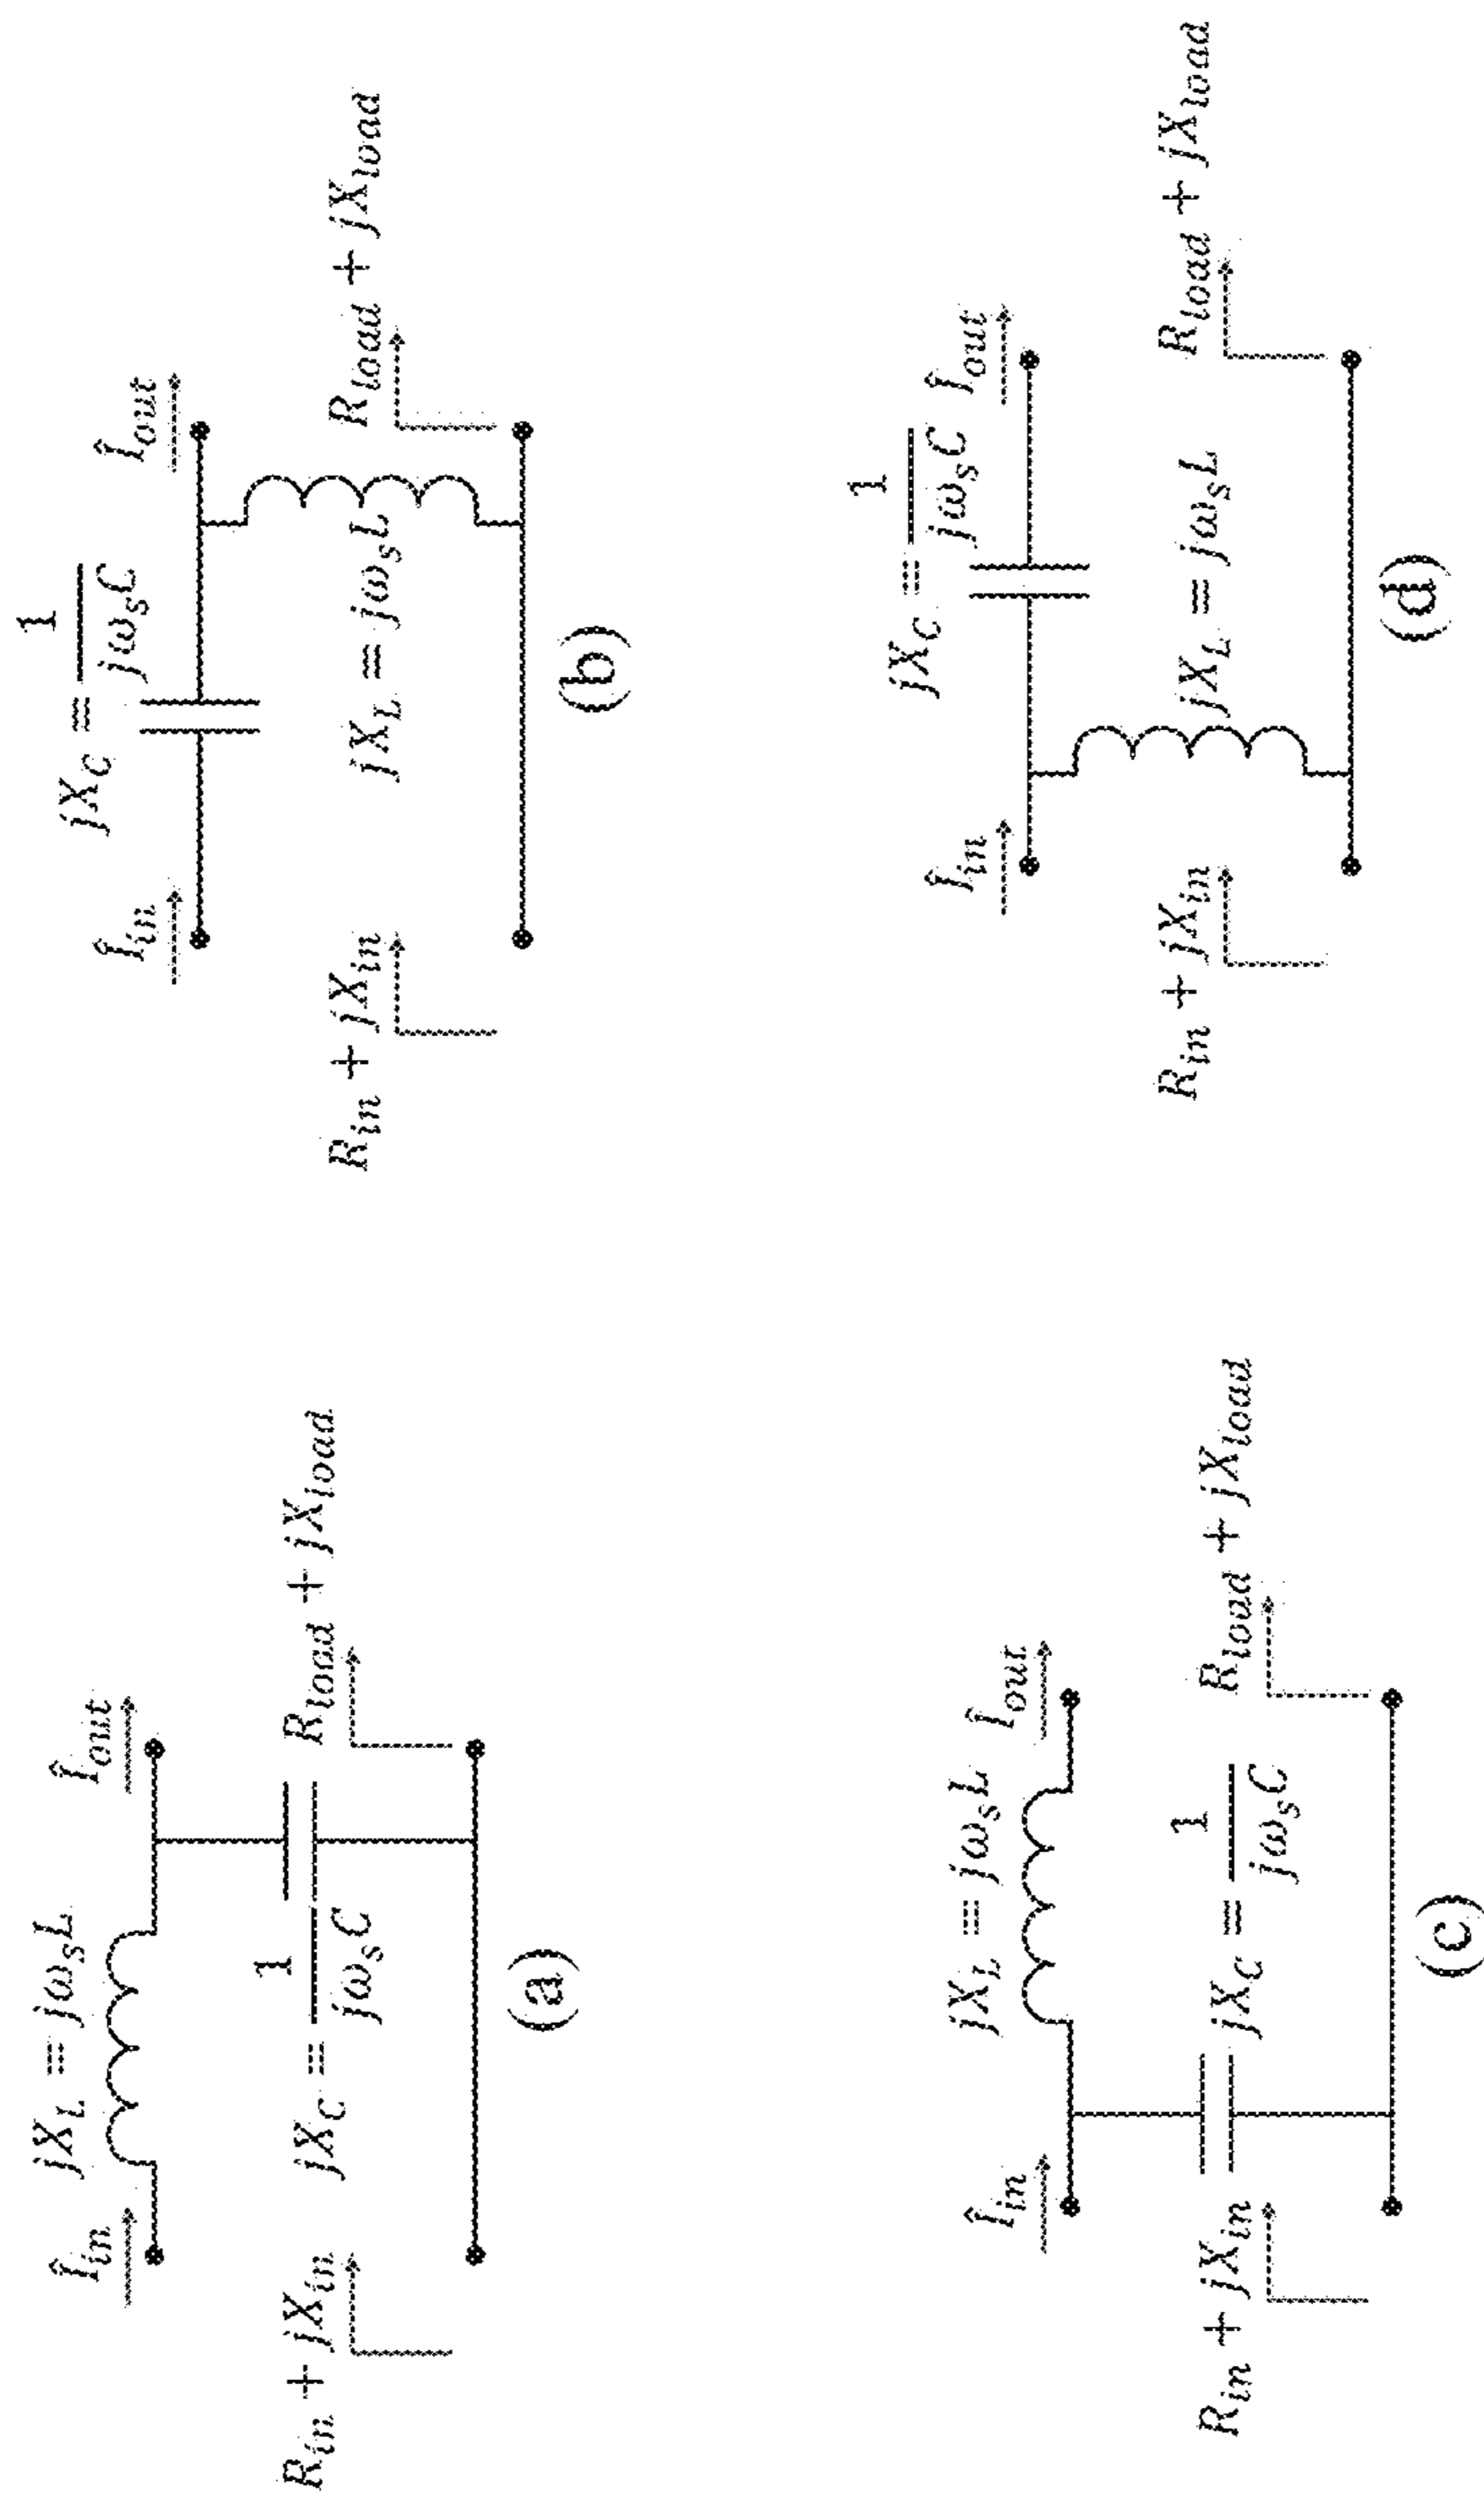 jX_L = jω_sL
Î_in
Î_out
R_in + jX_in
jX_C = 1/(jω_sC)
R_load + jX_load
(a)
jX_C = 1/(jω_sC)
Î_in
Î_out
R_in + jX_in
jX_L = jω_sL
R_load + jX_load
(b)
jX_L = jω_sL
Î_in
Î_out
R_in + jX_in
jX_C = 1/(jω_sC)
R_load + jX_load
(c)
jX_C = 1/(jω_sC)
Î_in
Î_out
R_in + jX_in
jX_L = jω_sL
R_load + jX_load
(d)